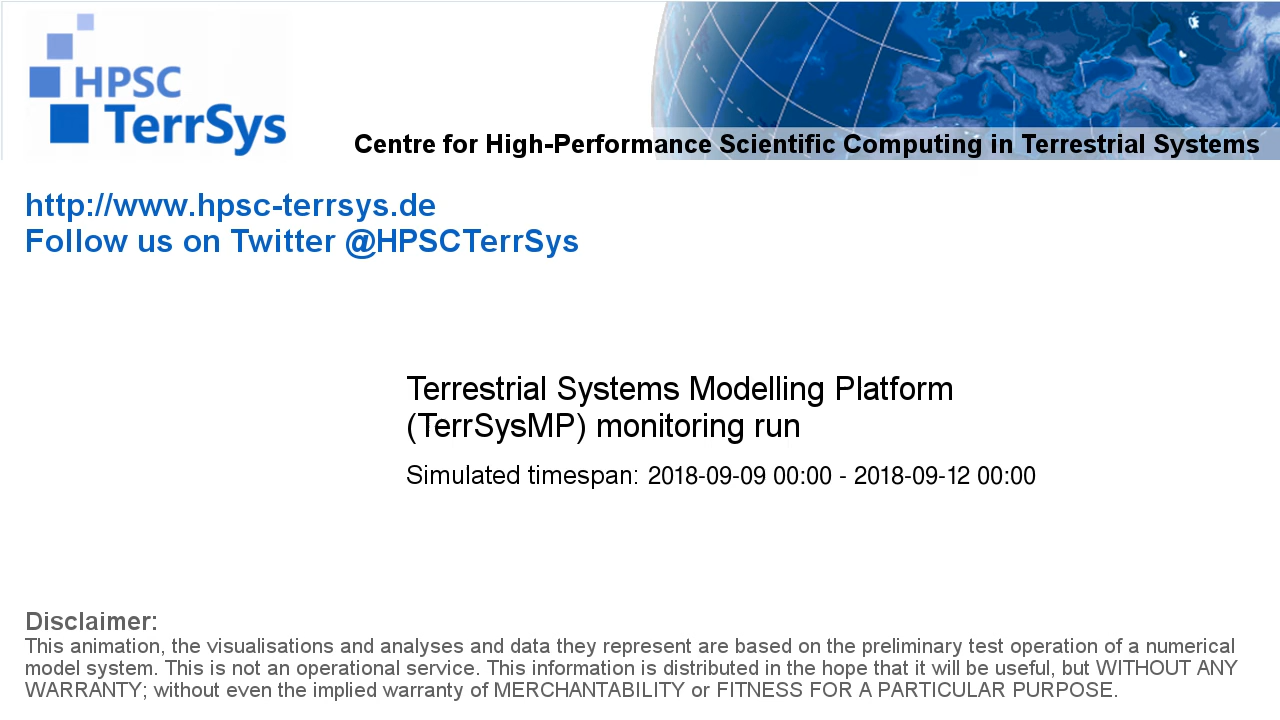 HPSC
TerrSys
Centre for High-Performance Scientific Computing in Terrestrial Systems
http://www.hpsc-terrsys.de
Follow us on Twitter @HPSCTerrSys
Terrestrial Systems Modelling Platform
(TerrSysMP) monitoring run
Simulated timespan: 2018-09-09 00:00 - 2018-09-12 00:00
Disclaimer:
This animation, the visualisations and analyses and data they represent are based on the preliminary test operation of a numerical
model system. This is not an operational service. This information is distributed in the hope that it will be useful, but WITHOUT ANY
WARRANTY; without even the implied warranty of MERCHANTABILITY or FITNESS FOR A PARTICULAR PURPOSE.